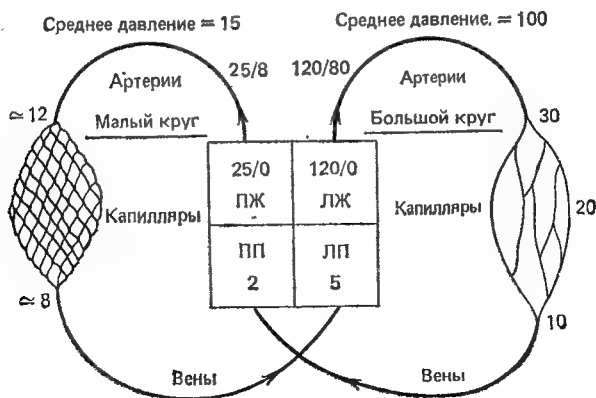 Среднее давление ≃ 15
Среднее давление = 100
25/8
120/80
Артерии
Артерии
Малый круг
Большой круг
≃ 12
30
25/0
120/0
ПЖ
ЛЖ
Капилляры
Капилляры
20
ПП
ЛП
2
5
≃ 8
10
Вены
Вены